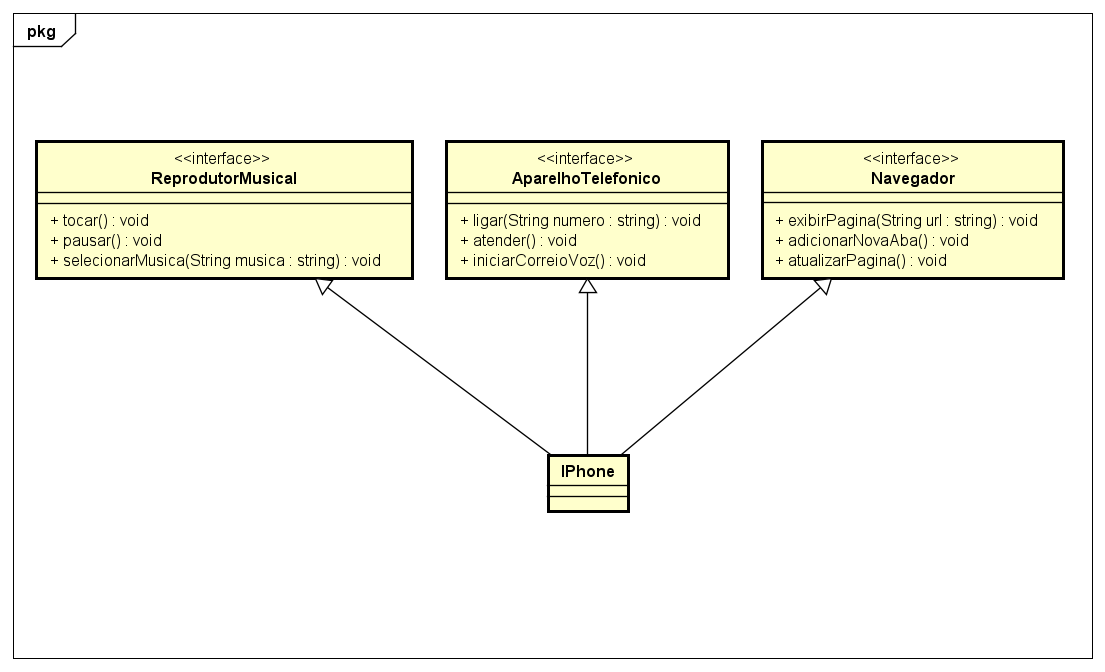 pkg
<<interface>>
ReprodutorMusical
+ tocar() : void
+ pausar() : void
+ selecionarMusica(String musica : string) : void
<<interface>>
AparelhoTelefonico
+ ligar(String numero : string) : void
+ atender() : void
+ iniciarCorreioVoz() : void
<<interface>>
Navegador
+ exibirPagina(String url : string) : void
+ adicionarNovaAba() : void
+ atualizarPagina() : void
IPhone